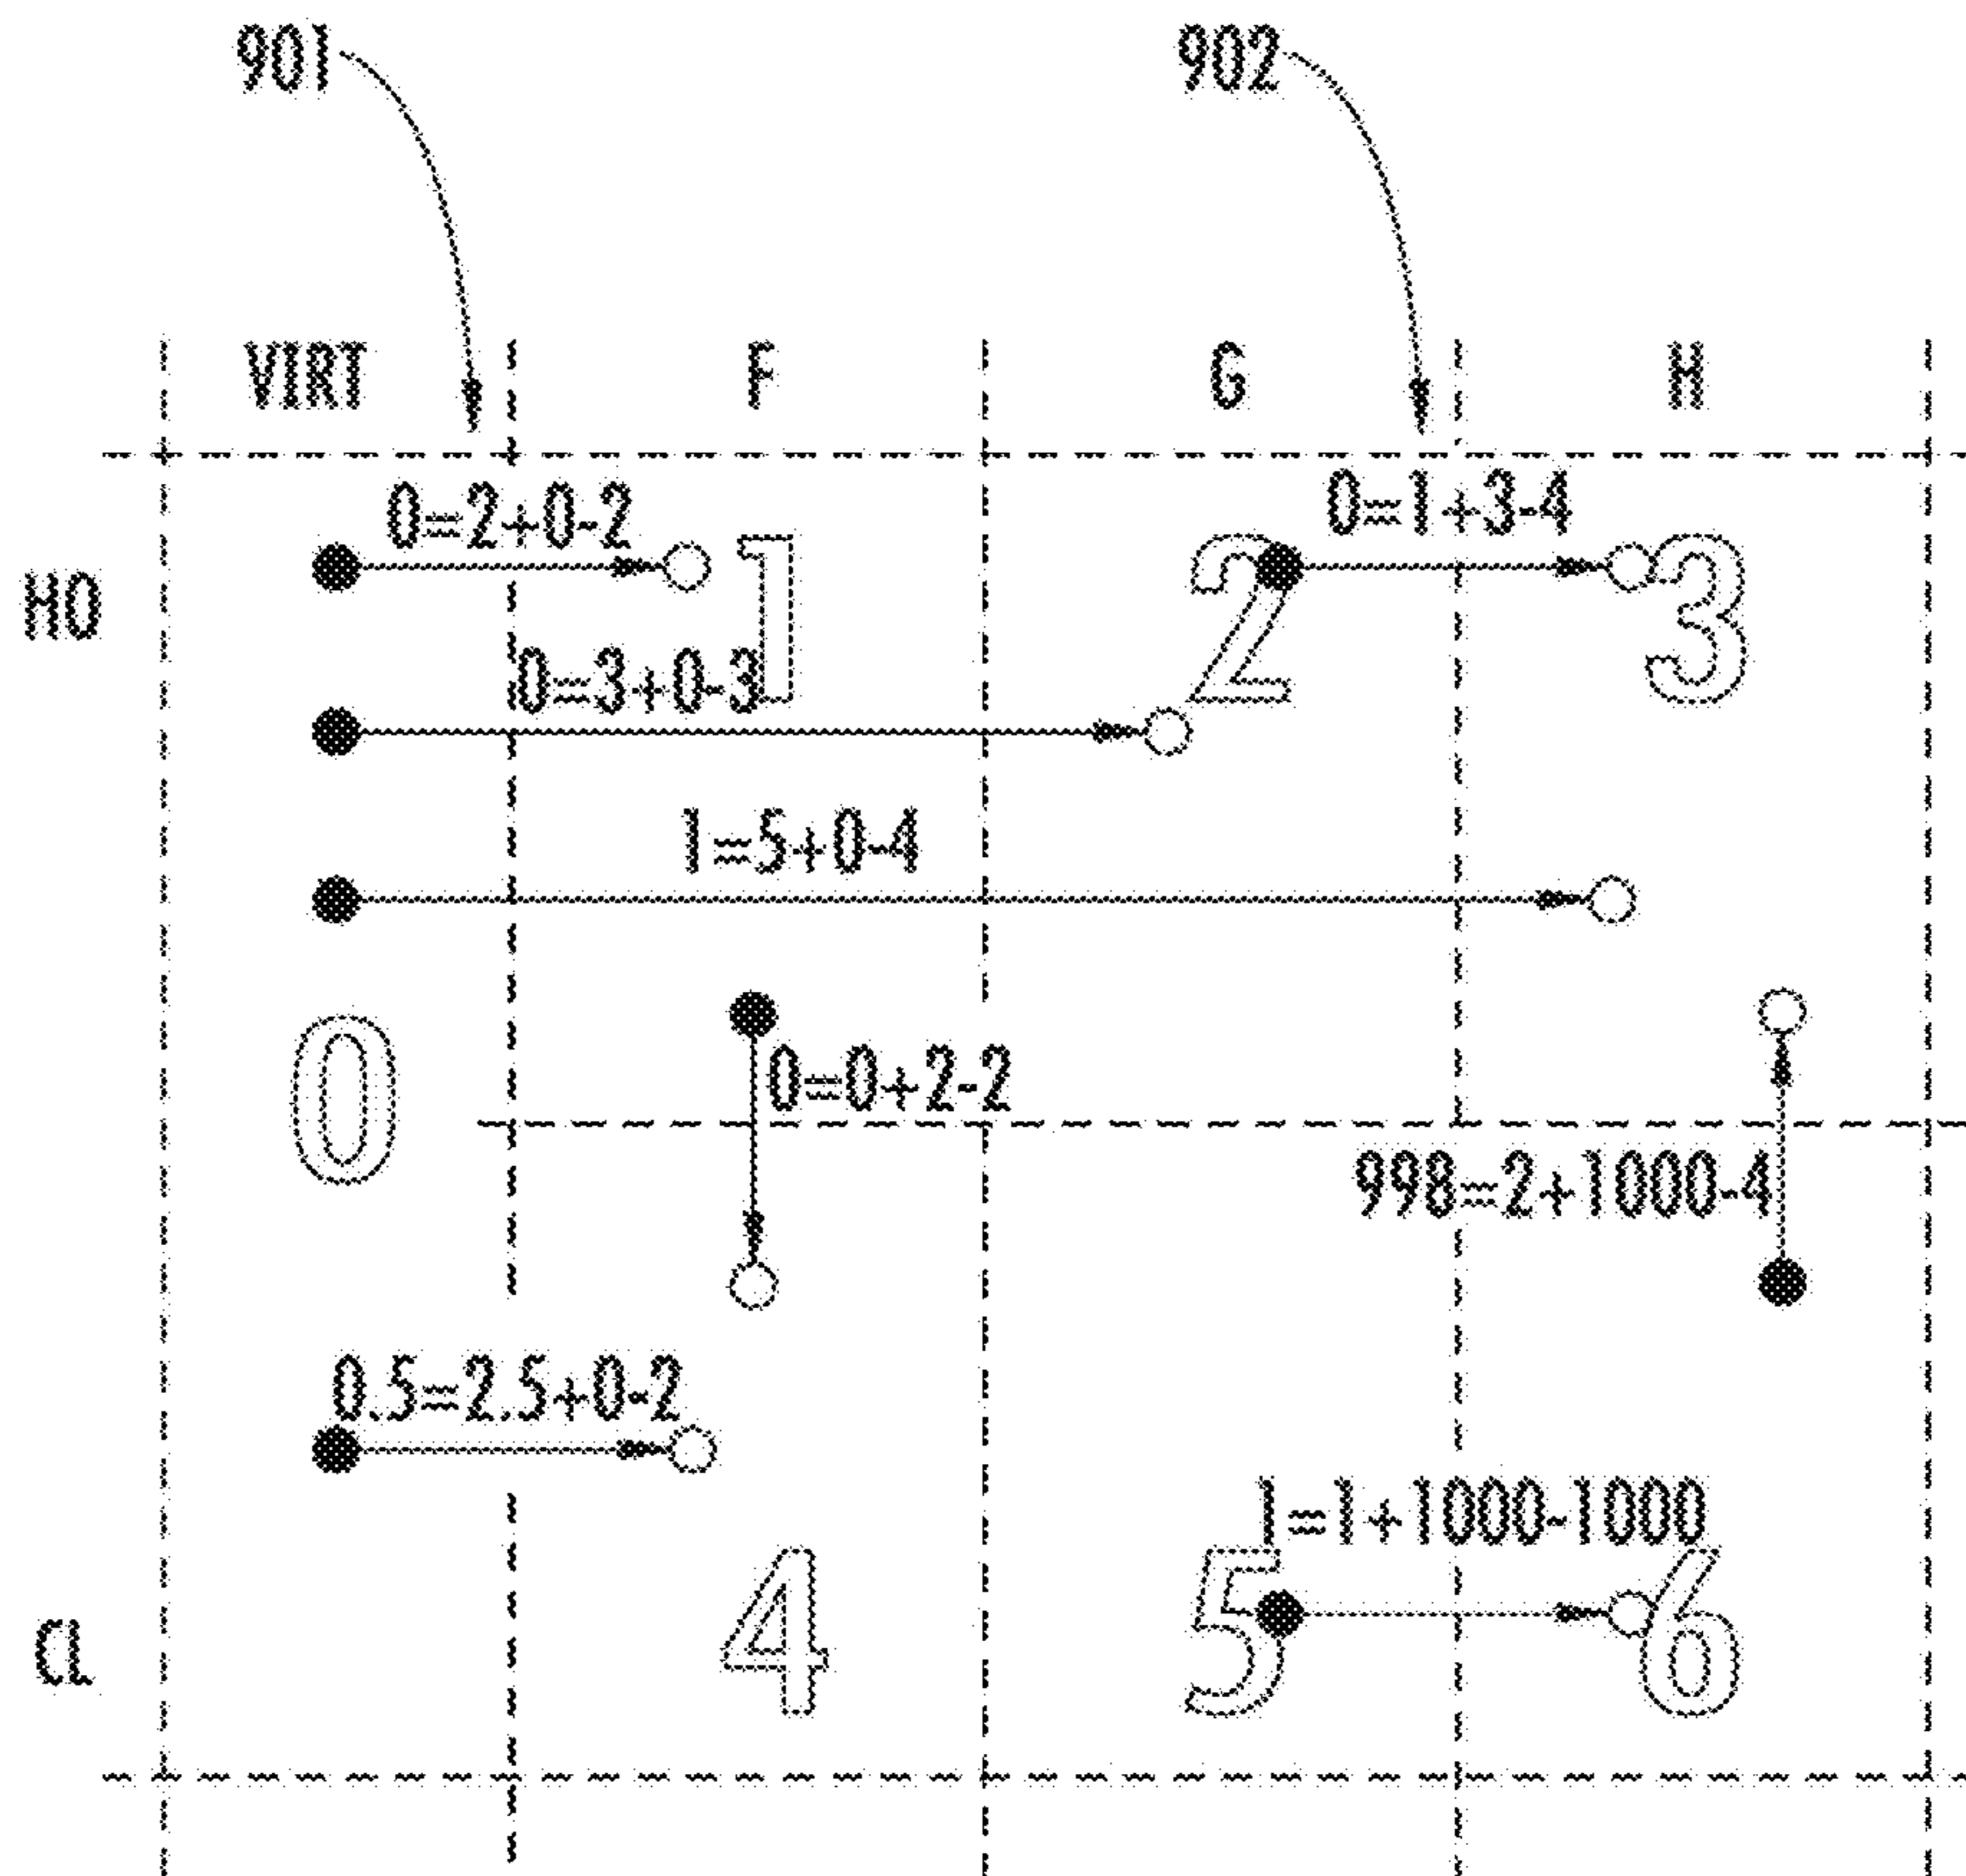 901 902
VIRT F G H
0=2+0-2 0=1+3-4
HO 1 2 3
0=3+0-3
1=5+0-4
0 0=0+2-2
998=2+1000-4
0.5=2.5+0-2
1=1+1000-1000
a 4 5 6